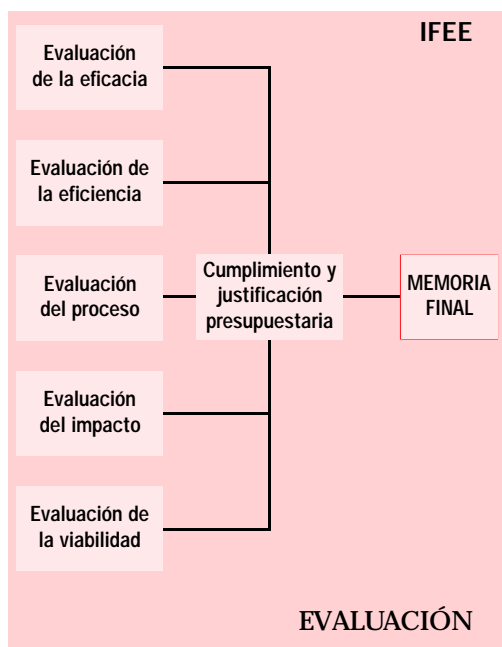 IFEE
Evaluación
de la eficacia
Evaluación de
la eficiencia
Evaluación
del proceso
Cumplimiento y
justificación
presupuestaria
MEMORIA
FINAL
Evaluación
del impacto
Evaluación de
la viabilidad
EVALUACIÓN